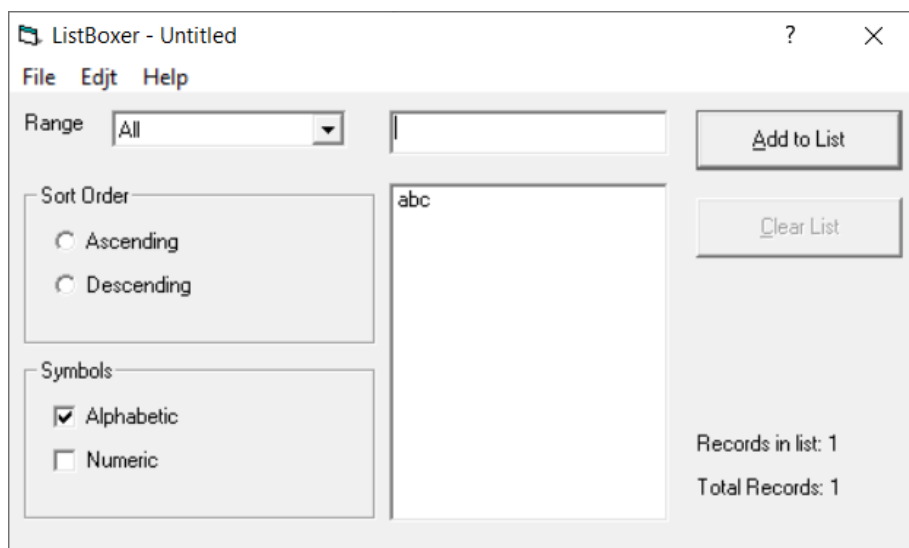 ListBoxer - Untitled ?
File Edjt Help
Range All Add to List
Sort Order abc Clear List
Ascending
Descending
Symbols
Alphabetic
Numeric
Records in list: 1
Total Records: 1